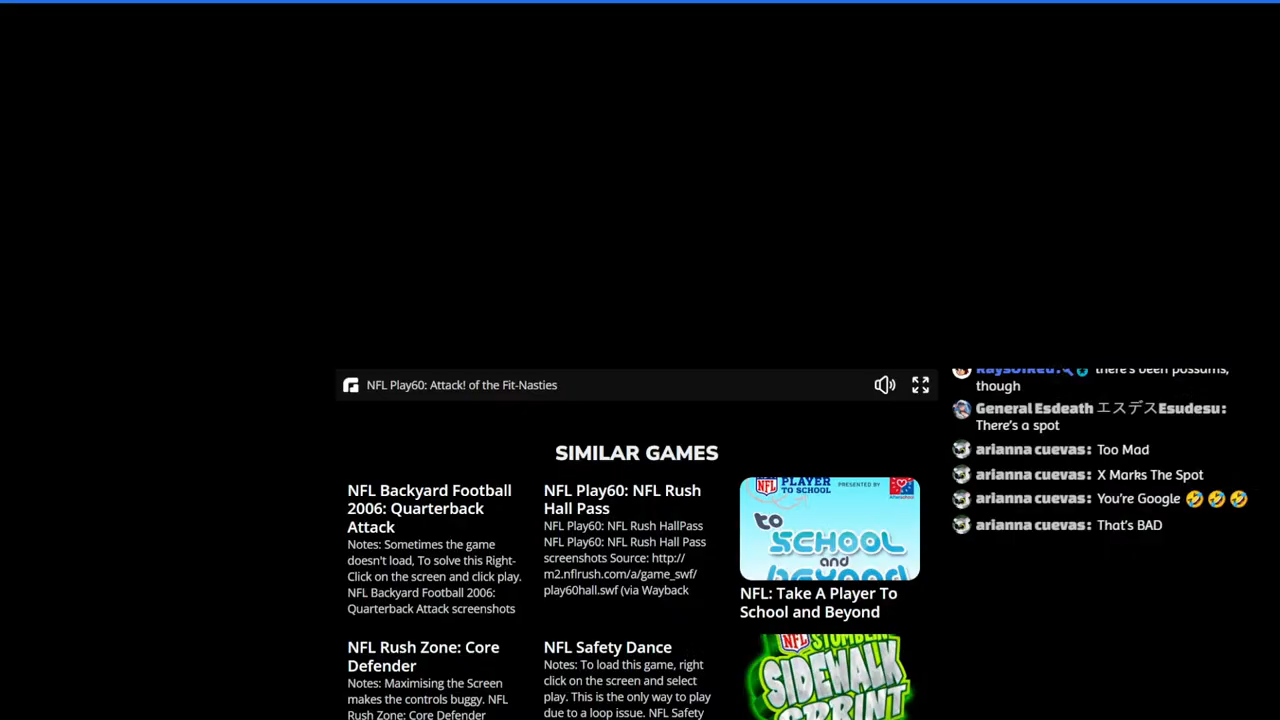 NFL Play60: Attack! of the Fit-Nasties
SIMILAR GAMES
NFL Backyard Football
2006: Quarterback
Attack
Notes: Sometimes the game
doesn't load, To solve this Right-
Click on the screen and click play.
NFL Backyard Football 2006:
Quarterback Attack screenshots
NFL Play60: NFL Rush
Hall Pass
NFL Play60: NFL Rush HallPass
NFL Play60: NFL Rush Hall Pass
screenshots Source: http://
m2.nflrush.com/a/game_swf/
play60hall.swf (via Wayback
NFL PLAYER
TO SCHOOL
PRESENTED BY
to
SCHOOL
and
BEYOND
NFL: Take A Player To
School and Beyond
NFL Rush Zone: Core
Defender
Notes: Maximising the Screen
makes the controls buggy. NFL
Rush Zone: Core Defender
NFL Safety Dance
Notes: To load this game, right
click on the screen and select
play. This is the only way to play
due to a loop issue. NFL Safety
NFL
SIDEWALK
SPRINT
there's been possums,
though
General Esdeath エスデスEsudesu:
There's a spot
arianna cuevas: Too Mad
arianna cuevas: X Marks The Spot
arianna cuevas: You're Google 🤣🤣🤣
arianna cuevas: That's BAD